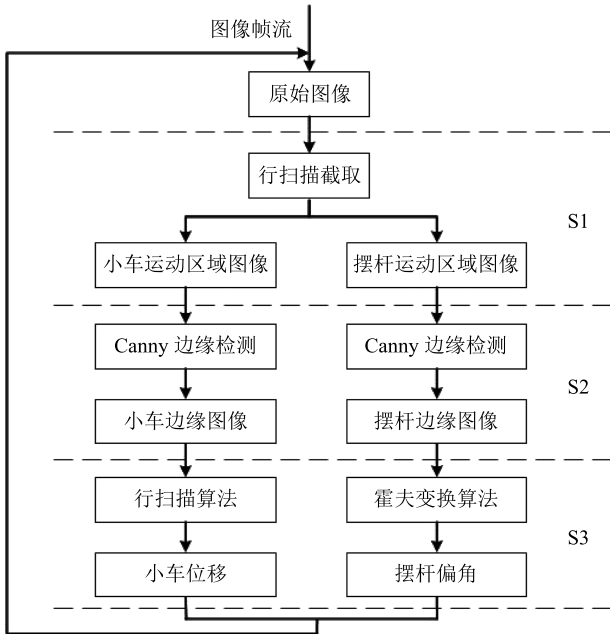 图像帧流
原始图像
行扫描截取
S1
小车运动区域图像
摆杆运动区域图像
Canny 边缘检测
Canny 边缘检测
S2
小车边缘图像
摆杆边缘图像
行扫描算法
霍夫变换算法
S3
小车位移
摆杆偏角